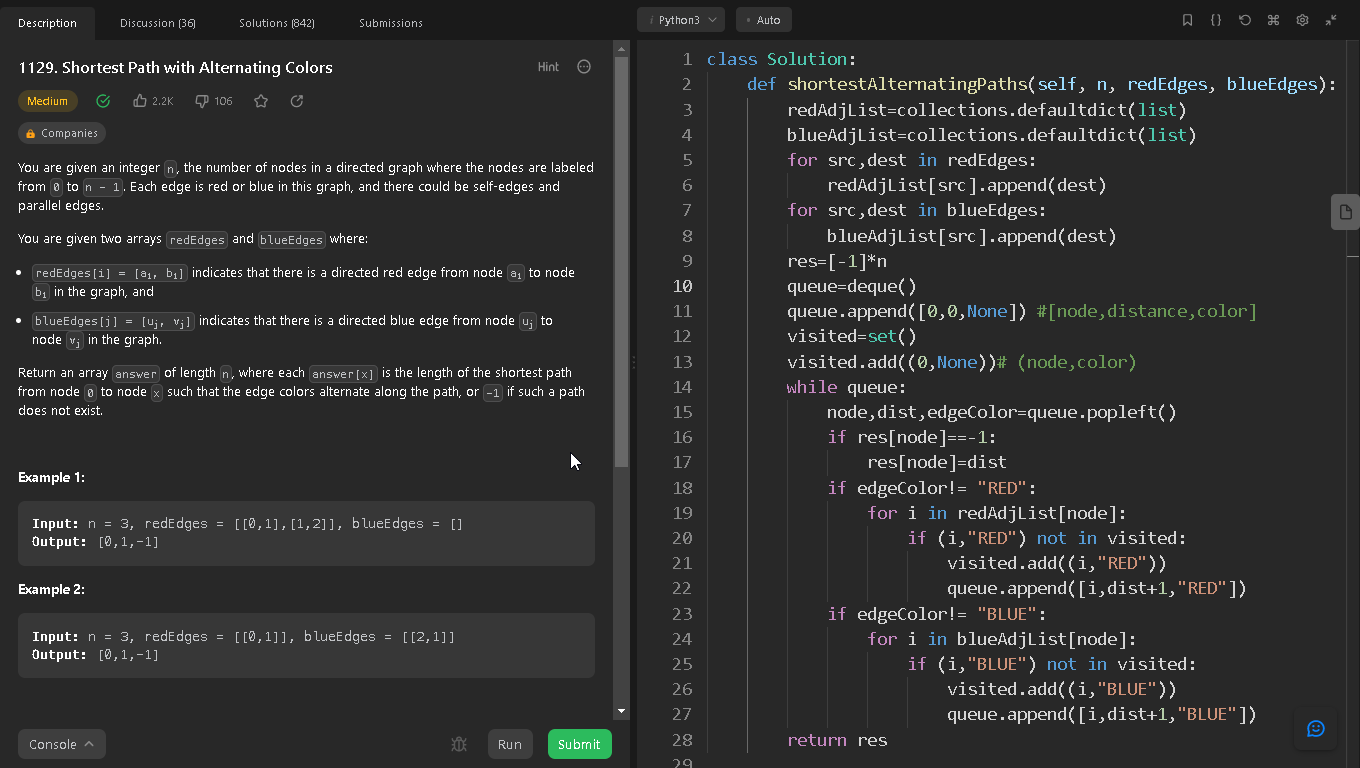 Description
Discussion (36)
Solutions (842)
Submissions
1129. Shortest Path with Alternating Colors
Hint
Medium
2.2K
106
Companies
You are given an integer n, the number of nodes in a directed graph where the nodes are labeled
from 0 to n - 1. Each edge is red or blue in this graph, and there could be self-edges and
parallel edges.
You are given two arrays redEdges and blueEdges where:
• redEdges[i] = [aᵢ, bᵢ] indicates that there is a directed red edge from node aᵢ to node
bᵢ in the graph, and
• blueEdges[j] = [uⱼ, vⱼ] indicates that there is a directed blue edge from node uⱼ to
node vⱼ in the graph.
Return an array answer of length n, where each answer[x] is the length of the shortest path
from node 0 to node x such that the edge colors alternate along the path, or -1 if such a path
does not exist.
Example 1:
Input: n = 3, redEdges = [[0,1],[1,2]], blueEdges = []
Output: [0,1,-1]
Example 2:
Input: n = 3, redEdges = [[0,1]], blueEdges = [[2,1]]
Output: [0,1,-1]
Console
Run
Submit
i Python3
• Auto
{}
1 class Solution:
2 def shortestAlternatingPaths(self, n, redEdges, blueEdges):
3 redAdjList=collections.defaultdict(list)
4 blueAdjList=collections.defaultdict(list)
5 for src,dest in redEdges:
6 redAdjList[src].append(dest)
7 for src,dest in blueEdges:
8 blueAdjList[src].append(dest)
9 res=[-1]*n
10 queue=deque()
11 queue.append([0,0,None]) #[node,distance,color]
12 visited=set()
13 visited.add((0,None))# (node,color)
14 while queue:
15 node,dist,edgeColor=queue.popleft()
16 if res[node]==-1:
17 res[node]=dist
18 if edgeColor!= "RED":
19 for i in redAdjList[node]:
20 if (i,"RED") not in visited:
21 visited.add((i,"RED"))
22 queue.append([i,dist+1,"RED"])
23 if edgeColor!= "BLUE":
24 for i in blueAdjList[node]:
25 if (i,"BLUE") not in visited:
26 visited.add((i,"BLUE"))
27 queue.append([i,dist+1,"BLUE"])
28 return res
29